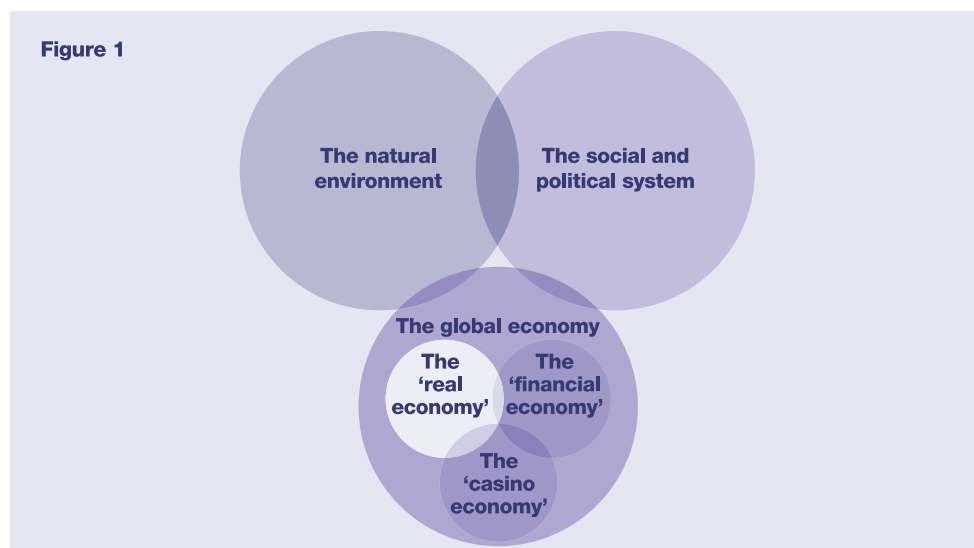 Figure 1
The natural
environment
The social and
political system
The global economy
The
‘real
economy’
The
‘financial
economy’
The
‘casino
economy’